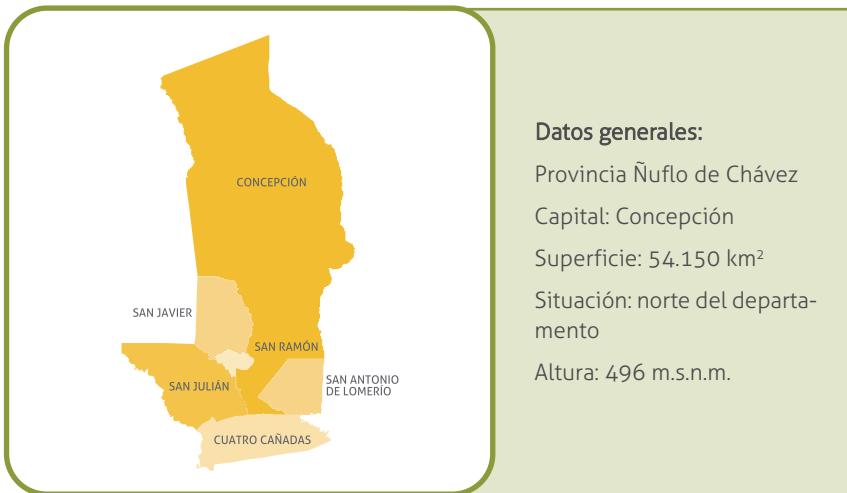 CONCEPCIÓN
SAN JAVIER
SAN RAMÓN
SAN JULIÁN
SAN ANTONIO
DE LOMERÍO
CUATRO CAÑADAS
Datos generales:
Provincia Ñuflo de Chávez
Capital: Concepción
Superficie: 54.150 km²
Situación: norte del departa-
mento
Altura: 496 m.s.n.m.